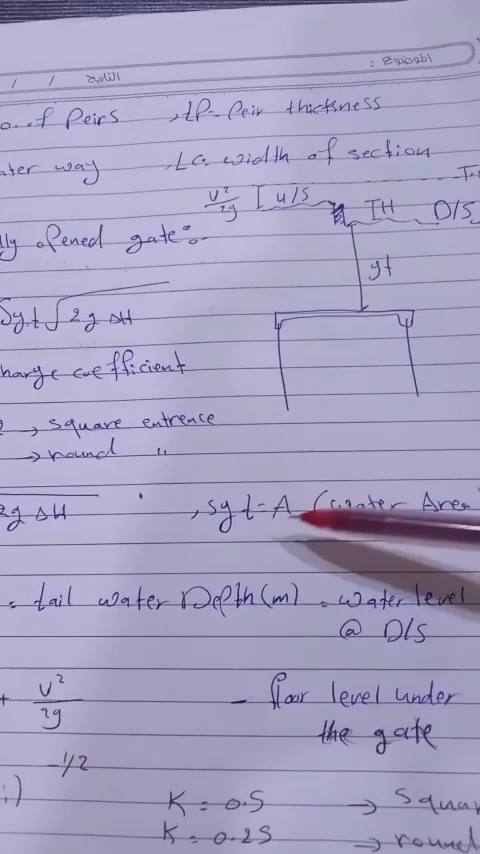 الموضوع :
التاريخ / /
o. of Peirs , tP - Peir thickness
ater way , Lc. width of section
V²/2g u/s
IH D/S
lly opened gate:-
yt
Syt √2g ΔH
harge coefficient
→ square entrence
→ round "
2g ΔH , syt = A (water Area
= tail water Depth (m) = water level
@ D/S
+ V²/2g - floor level under
the gate
-1/2
K = 0.5 → Squar
K = 0.25 → round